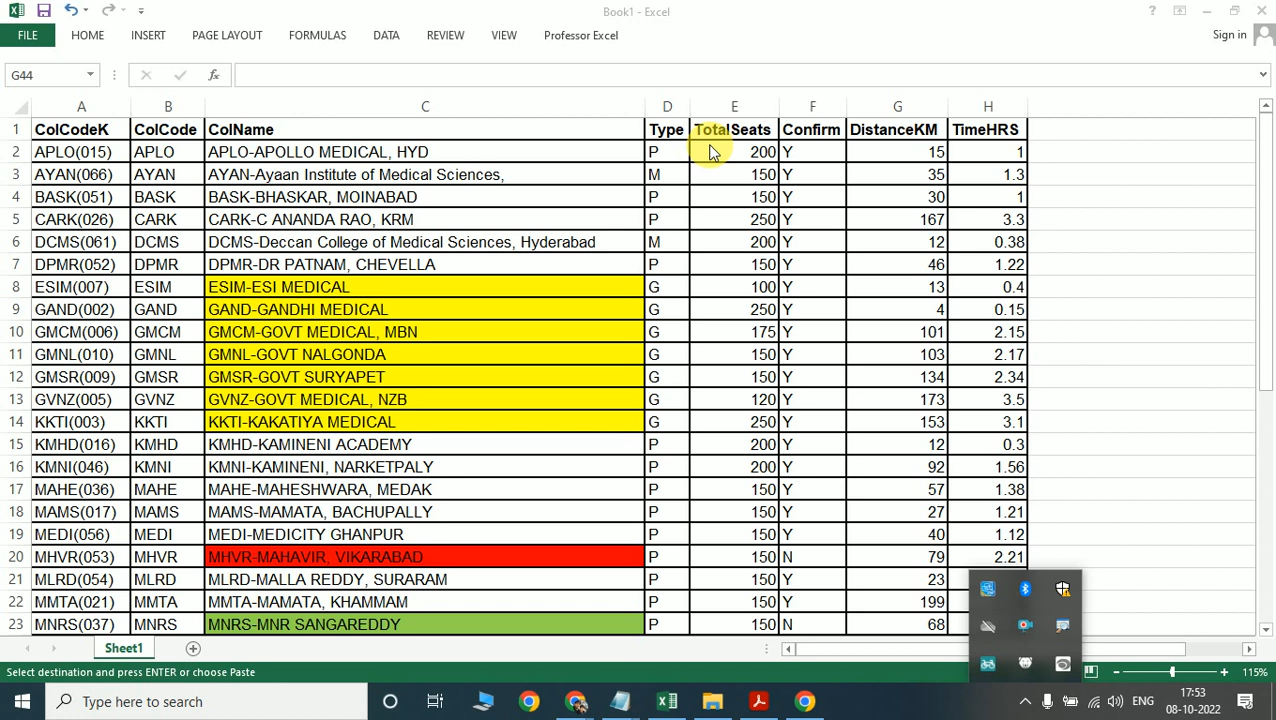 Book1 - Excel
FILE HOME INSERT PAGE LAYOUT FORMULAS DATA REVIEW VIEW Professor Excel Sign in
G44
A B C D E F G H
1 ColCodeK ColCode ColName Type TotalSeats Confirm DistanceKM TimeHRS
2 APLO(015) APLO APLO-APOLLO MEDICAL, HYD P 200 Y 15 1
3 AYAN(066) AYAN AYAN-Ayaan Institute of Medical Sciences, M 150 Y 35 1.3
4 BASK(051) BASK BASK-BHASKAR, MOINABAD P 150 Y 30 1
5 CARK(026) CARK CARK-C ANANDA RAO, KRM P 250 Y 167 3.3
6 DCMS(061) DCMS DCMS-Deccan College of Medical Sciences, Hyderabad M 200 Y 12 0.38
7 DPMR(052) DPMR DPMR-DR PATNAM, CHEVELLA P 150 Y 46 1.22
8 ESIM(007) ESIM ESIM-ESI MEDICAL G 100 Y 13 0.4
9 GAND(002) GAND GAND-GANDHI MEDICAL G 250 Y 4 0.15
10 GMCM(006) GMCM GMCM-GOVT MEDICAL, MBN G 175 Y 101 2.15
11 GMNL(010) GMNL GMNL-GOVT NALGONDA G 150 Y 103 2.17
12 GMSR(009) GMSR GMSR-GOVT SURYAPET G 150 Y 134 2.34
13 GVNZ(005) GVNZ GVNZ-GOVT MEDICAL, NZB G 120 Y 173 3.5
14 KKTI(003) KKTI KKTI-KAKATIYA MEDICAL G 250 Y 153 3.1
15 KMHD(016) KMHD KMHD-KAMINENI ACADEMY P 200 Y 12 0.3
16 KMNI(046) KMNI KMNI-KAMINENI, NARKETPALY P 200 Y 92 1.56
17 MAHE(036) MAHE MAHE-MAHESHWARA, MEDAK P 150 Y 57 1.38
18 MAMS(017) MAMS MAMS-MAMATA, BACHUPALLY P 150 Y 27 1.21
19 MEDI(056) MEDI MEDI-MEDICITY GHANPUR P 150 Y 40 1.12
20 MHVR(053) MHVR MHVR-MAHAVIR, VIKARABAD P 150 N 79 2.21
21 MLRD(054) MLRD MLRD-MALLA REDDY, SURARAM P 150 Y 23
22 MMTA(021) MMTA MMTA-MAMATA, KHAMMAM P 150 Y 199
23 MNRS(037) MNRS MNRS-MNR SANGAREDDY P 150 N 68
Sheet1
Select destination and press ENTER or choose Paste 115%
Type here to search ENG 17:53
08-10-2022